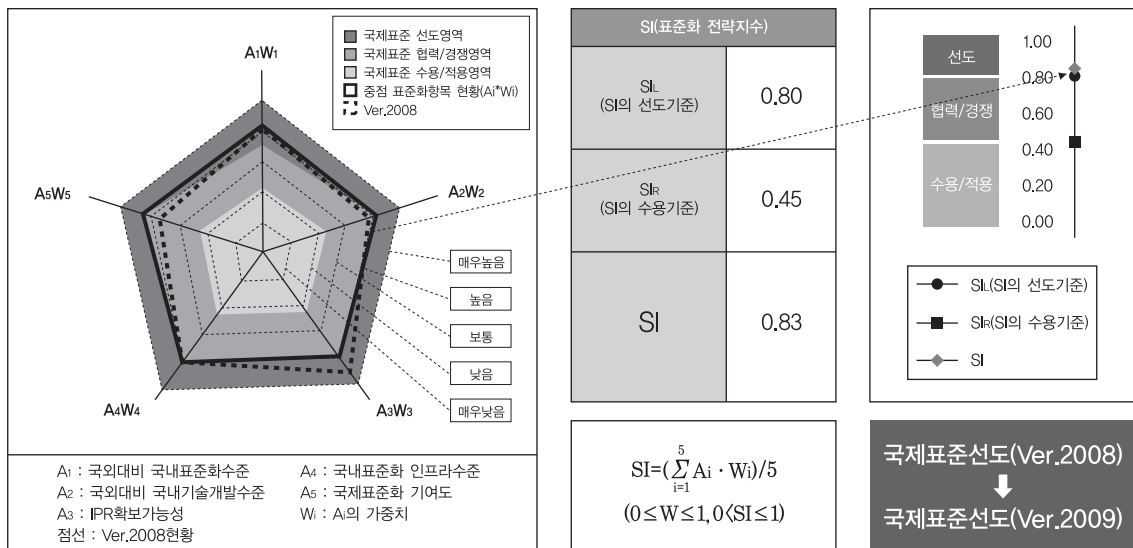 국제표준 선도영역
국제표준 협력/경쟁영역
국제표준 수용/적용영역
중점 표준화항목 현황(Ai*Wi)
Ver.2008
A1W1
A2W2
A3W3
A4W4
A5W5
매우높음
높음
보통
낮음
매우낮음
A1 : 국외대비 국내표준화수준
A2 : 국외대비 국내기술개발수준
A3 : IPR확보가능성
점선 : Ver.2008현황
A4 : 국내표준화 인프라수준
A5 : 국제표준화 기여도
Wi : Ai의 가중치
SI(표준화 전략지수)
SIL
(SI의 선도기준)
0.80
SIR
(SI의 수용기준)
0.45
SI
0.83
SI=(5∑i=1 Ai · Wi)/5
(0≤W≤1, 0<SI≤1)
선도
협력/경쟁
수용/적용
1.00
0.80
0.60
0.40
0.20
0.00
SIL(SI의 선도기준)
SIR(SI의 수용기준)
SI
국제표준선도(Ver.2008)
국제표준선도(Ver.2009)